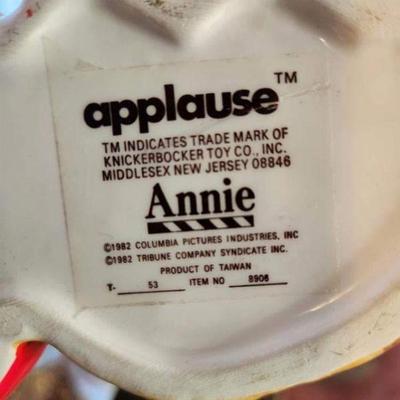 applause™
TM INDICATES TRADE MARK OF
KNICKERBOCKER TOY CO., INC.
MIDDLESEX NEW JERSEY 08846
Annie
©1982 COLUMBIA PICTURES INDUSTRIES, INC
©1982 TRIBUNE COMPANY SYNDICATE INC.
PRODUCT OF TAIWAN
T- 53 ITEM NO 8906